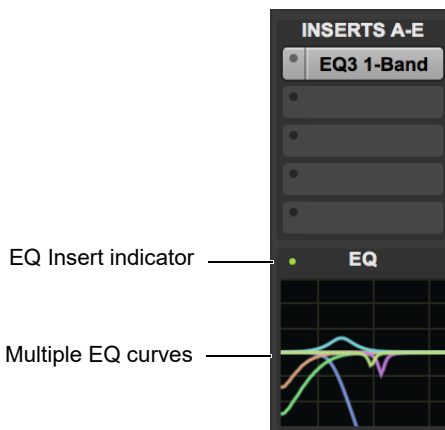 INSERTS A-E
EQ3 1-Band
EQ Insert indicator
EQ
Multiple EQ curves